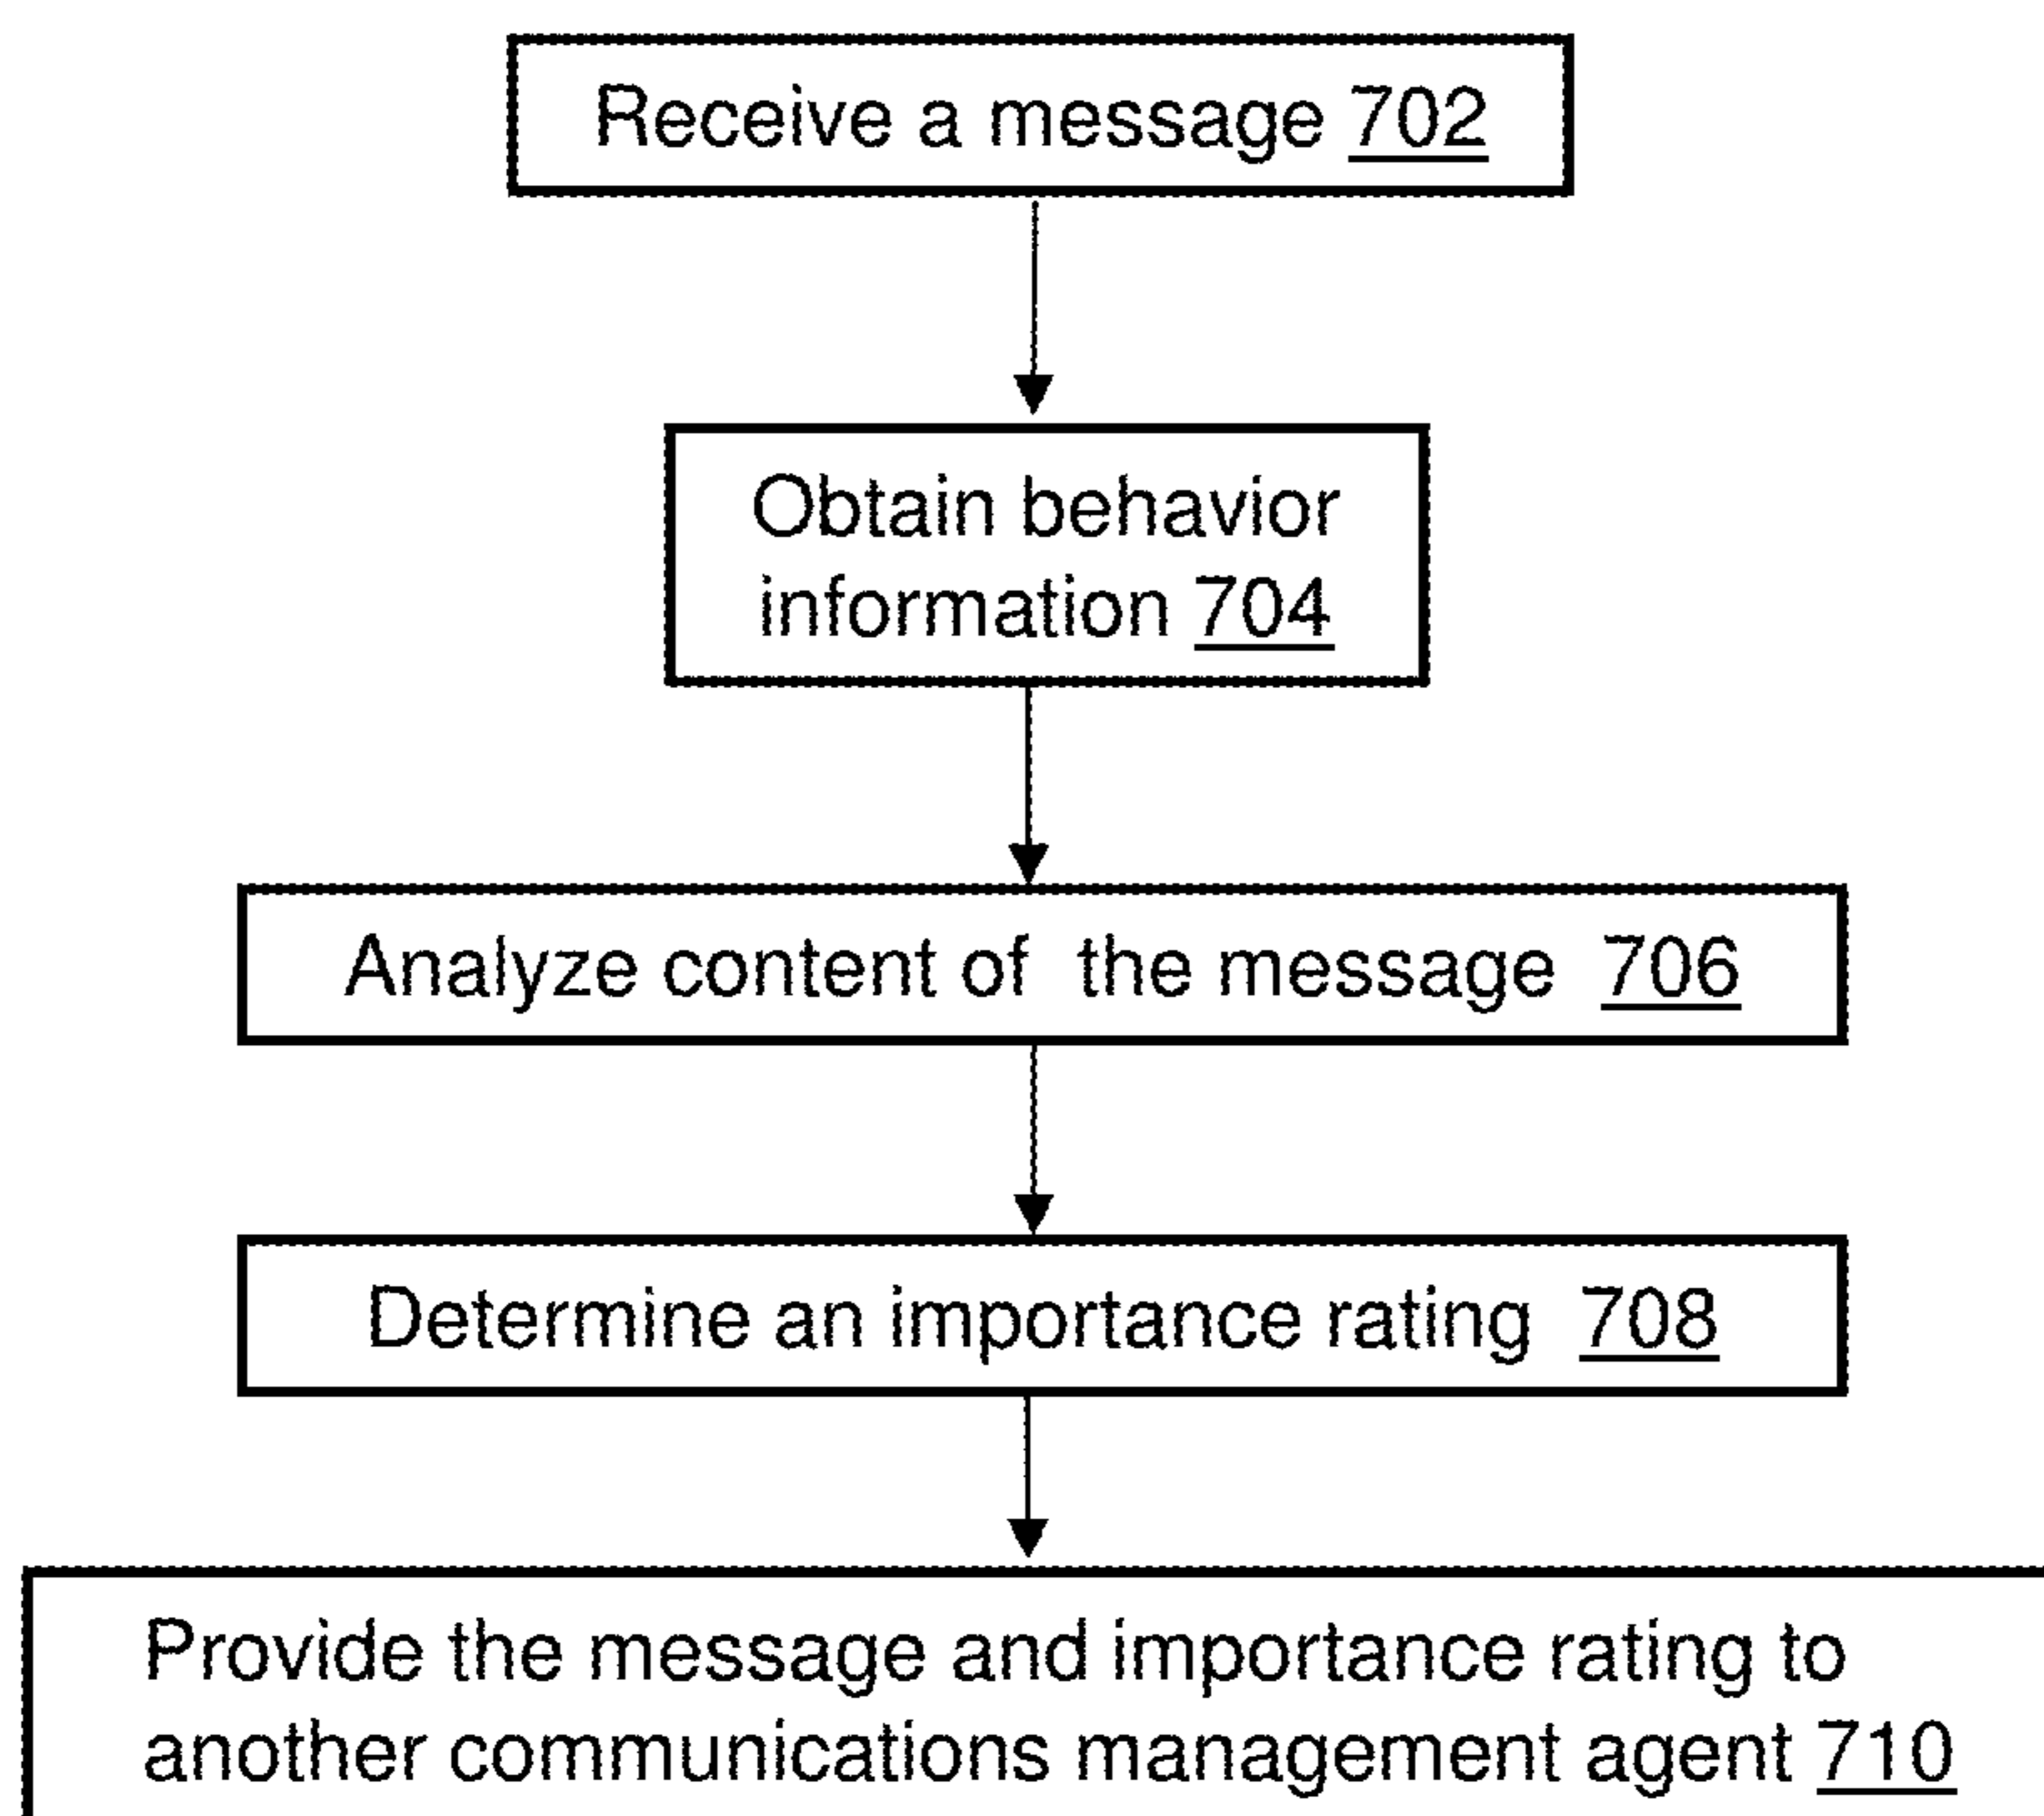 Receive a message 702
Obtain behavior
information 704
Analyze content of the message 706
Determine an importance rating 708
Provide the message and importance rating to
another communications management agent 710